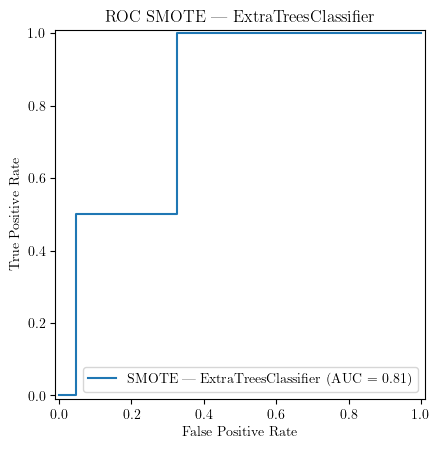 ROC SMOTE — ExtraTreesClassifier
True Positive Rate
1.0
0.8
0.6
0.4
0.2
0.0
SMOTE — ExtraTreesClassifier (AUC = 0.81)
0.0 0.2 0.4 0.6 0.8 1.0
False Positive Rate